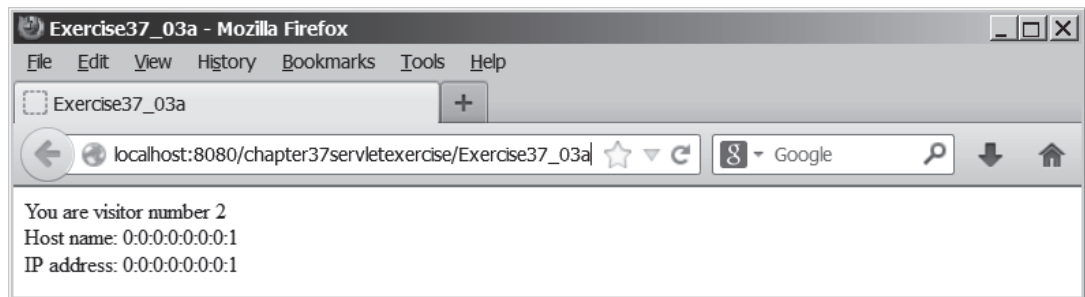 Exercise37_03a - Mozilla Firefox
File Edit View History Bookmarks Tools Help
Exercise37_03a +
localhost:8080/chapter37servletexercise/Exercise37_03a 8 Google
You are visitor number 2
Host name: 0:0:0:0:0:0:0:1
IP address: 0:0:0:0:0:0:0:1